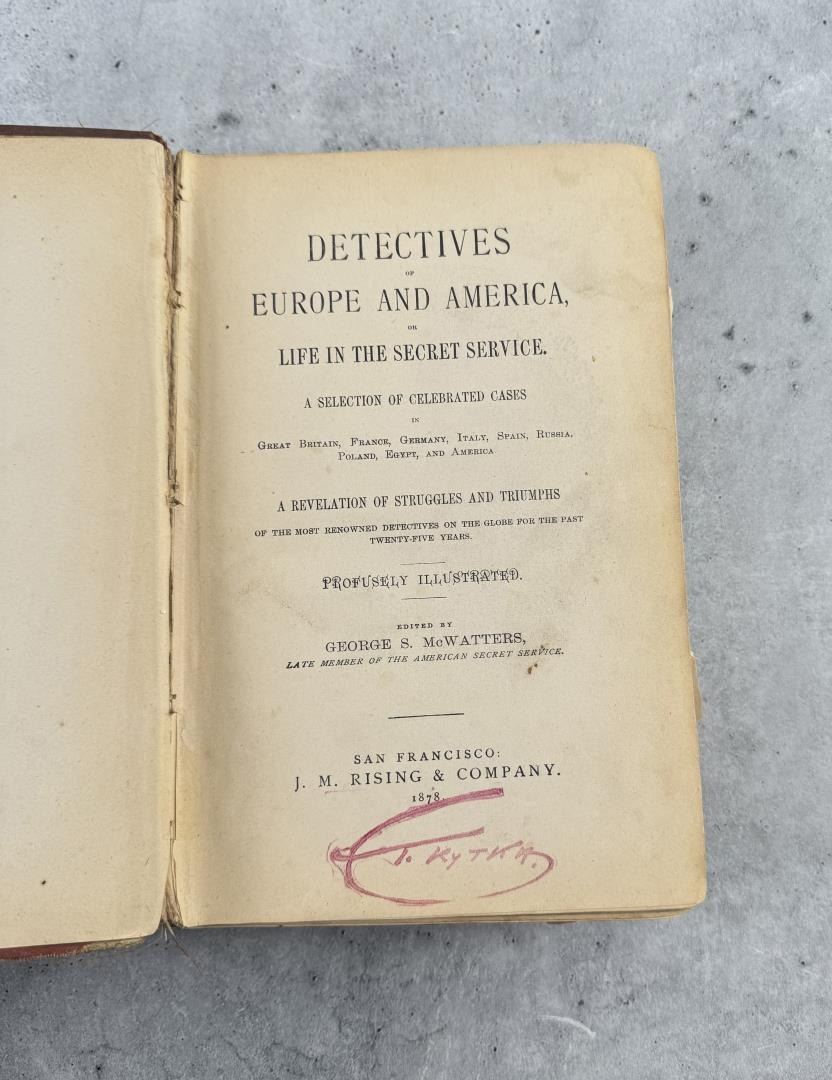 DETECTIVES
OF
EUROPE AND AMERICA,
OR
LIFE IN THE SECRET SERVICE.
A SELECTION OF CELEBRATED CASES
IN
GREAT BRITAIN, FRANCE, GERMANY, ITALY, SPAIN, RUSSIA,
POLAND, EGYPT, AND AMERICA
A REVELATION OF STRUGGLES AND TRIUMPHS
OF THE MOST RENOWNED DETECTIVES ON THE GLOBE FOR THE PAST
TWENTY-FIVE YEARS.
PROFUSELY ILLUSTRATED.
EDITED BY
GEORGE S. McWATTERS,
LATE MEMBER OF THE AMERICAN SECRET SERVICE.
SAN FRANCISCO:
J. M. RISING & COMPANY.
1878.